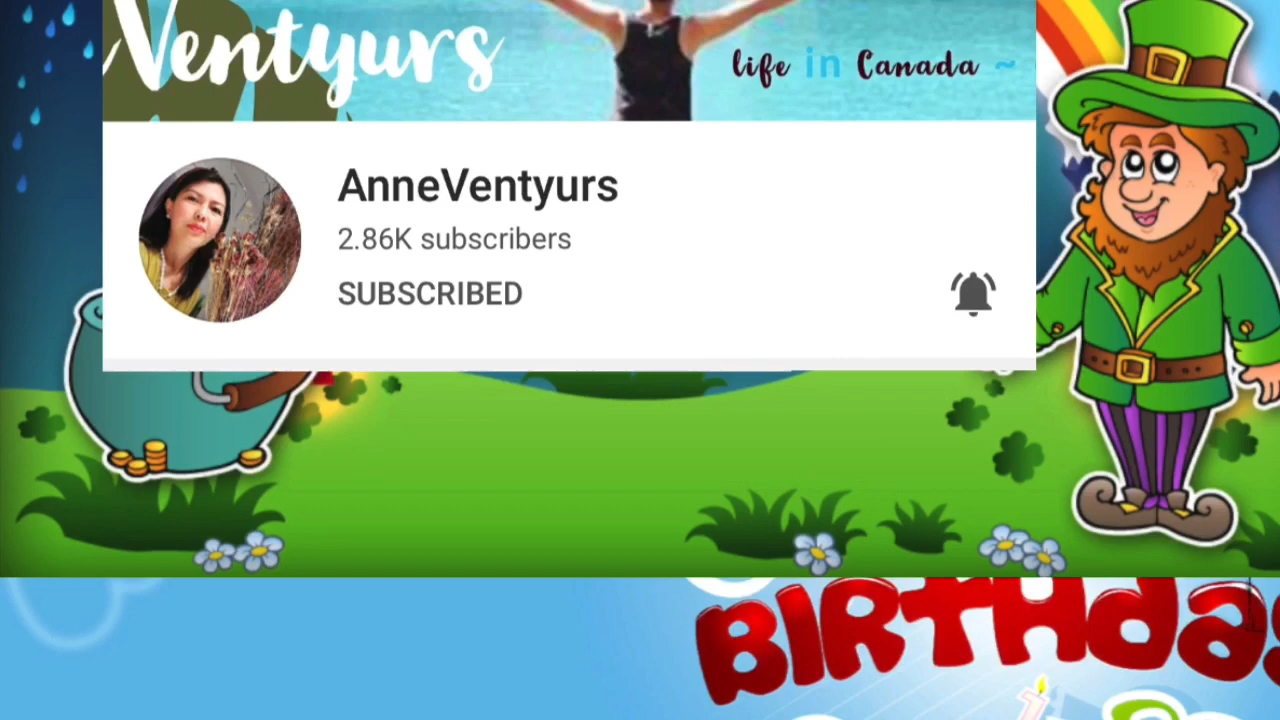 Ventyurs
life in Canada ~
AnneVentyurs
2.86K subscribers
SUBSCRIBED
BIRTHda